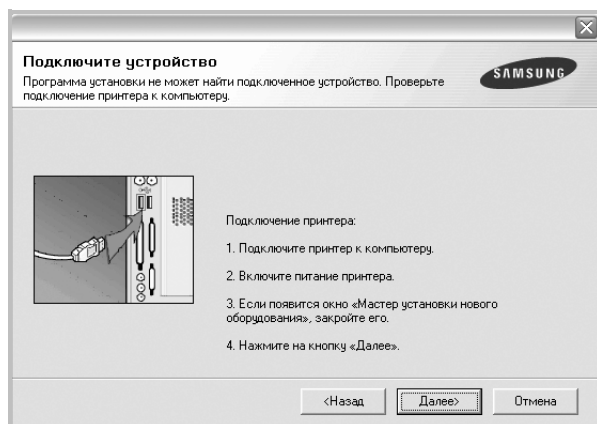 Подключите устройство
Программа установки не может найти подключенное устройство. Проверьте
подключение принтера к компьютеру.
SAMSUNG
Подключение принтера:
1. Подключите принтер к компьютеру.
2. Включите питание принтера.
3. Если появится окно «Мастер установки нового
оборудования», закройте его.
4. Нажмите на кнопку «Далее».
<Назад
Далее>
Отмена